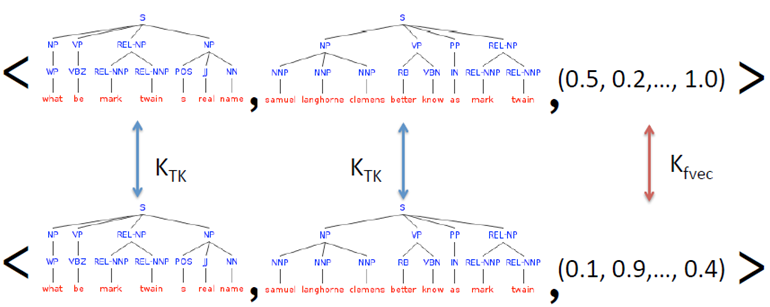 S S
NP VP REL-NP NP NP VP PP REL-NP
WP VBZ REL-NNP REL-NNP POS JJ NN NNP NNP NNP RB VBN IN REL-NNP REL-NNP
< what be mark twain s real name , samuel langhorne clemens better know as mark twain , (0.5, 0.2,..., 1.0) >
KTK KTK Kfvec
S S
NP VP REL-NP NP NP VP PP REL-NP
WP VBZ REL-NNP REL-NNP POS JJ NN NNP NNP NNP RB VBN IN REL-NNP REL-NNP
< what be mark twain s real name , samuel langhorne clemens better know as mark twain , (0.1, 0.9,..., 0.4) >